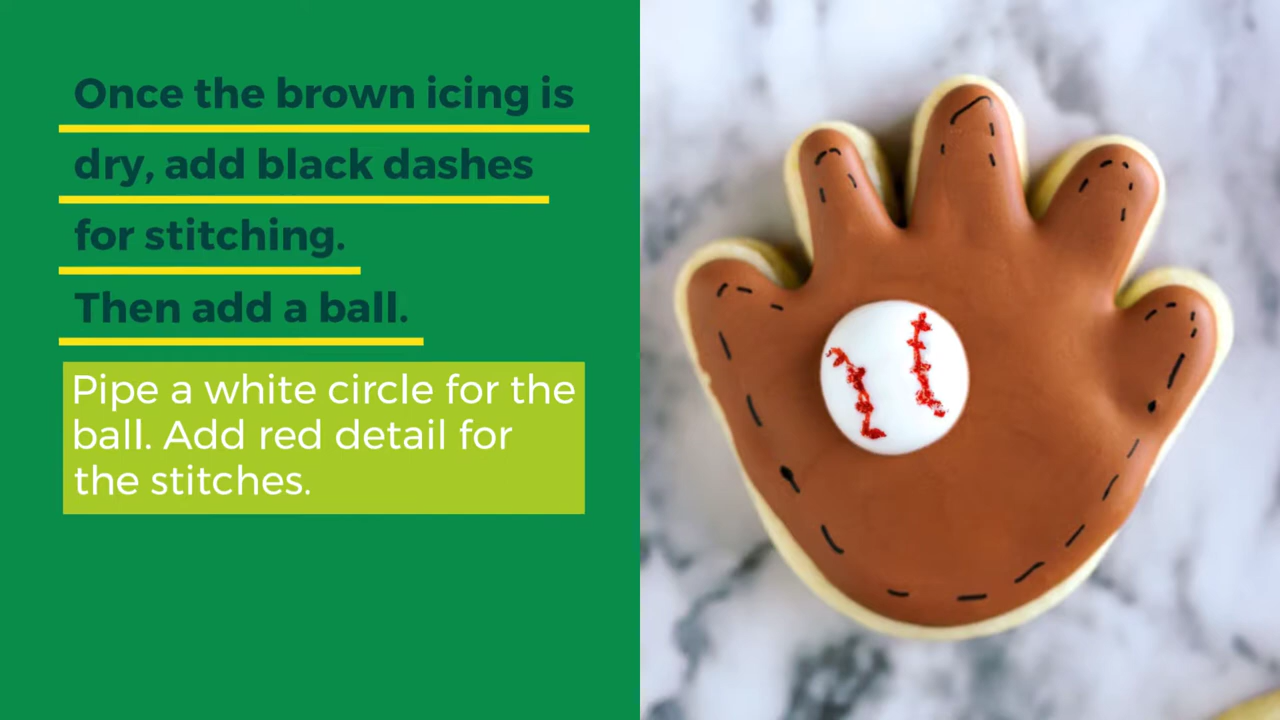 Once the brown icing is
dry, add black dashes
for stitching.
Then add a ball.
Pipe a white circle for the
ball. Add red detail for
the stitches.